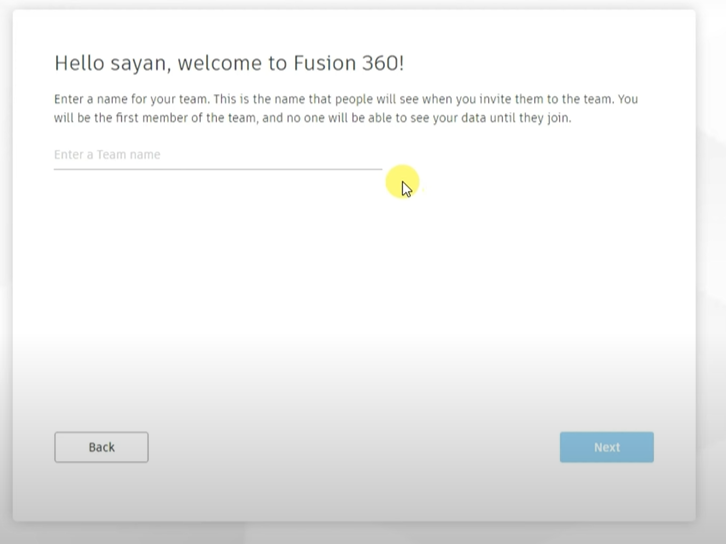 Hello sayan, welcome to Fusion 360!
Enter a name for your team. This is the name that people will see when you invite them to the team. You
will be the first member of the team, and no one will be able to see your data until they join.
Enter a Team name
Back
Next